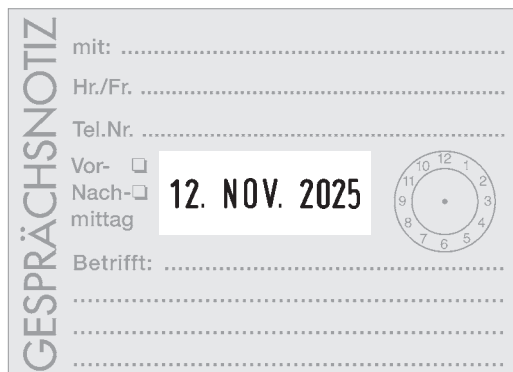 GESPRÄCHSNOTIZ
mit: ................................................................
Hr./Fr. ............................................................
Tel.Nr. ............................................................
Vor- ❏
Nach-❏
mittag
12. NOV. 2025
12 1 2 3 4 5 6 7 8 9 11 10
Betrifft: ........................................................
................................................................
................................................................
................................................................